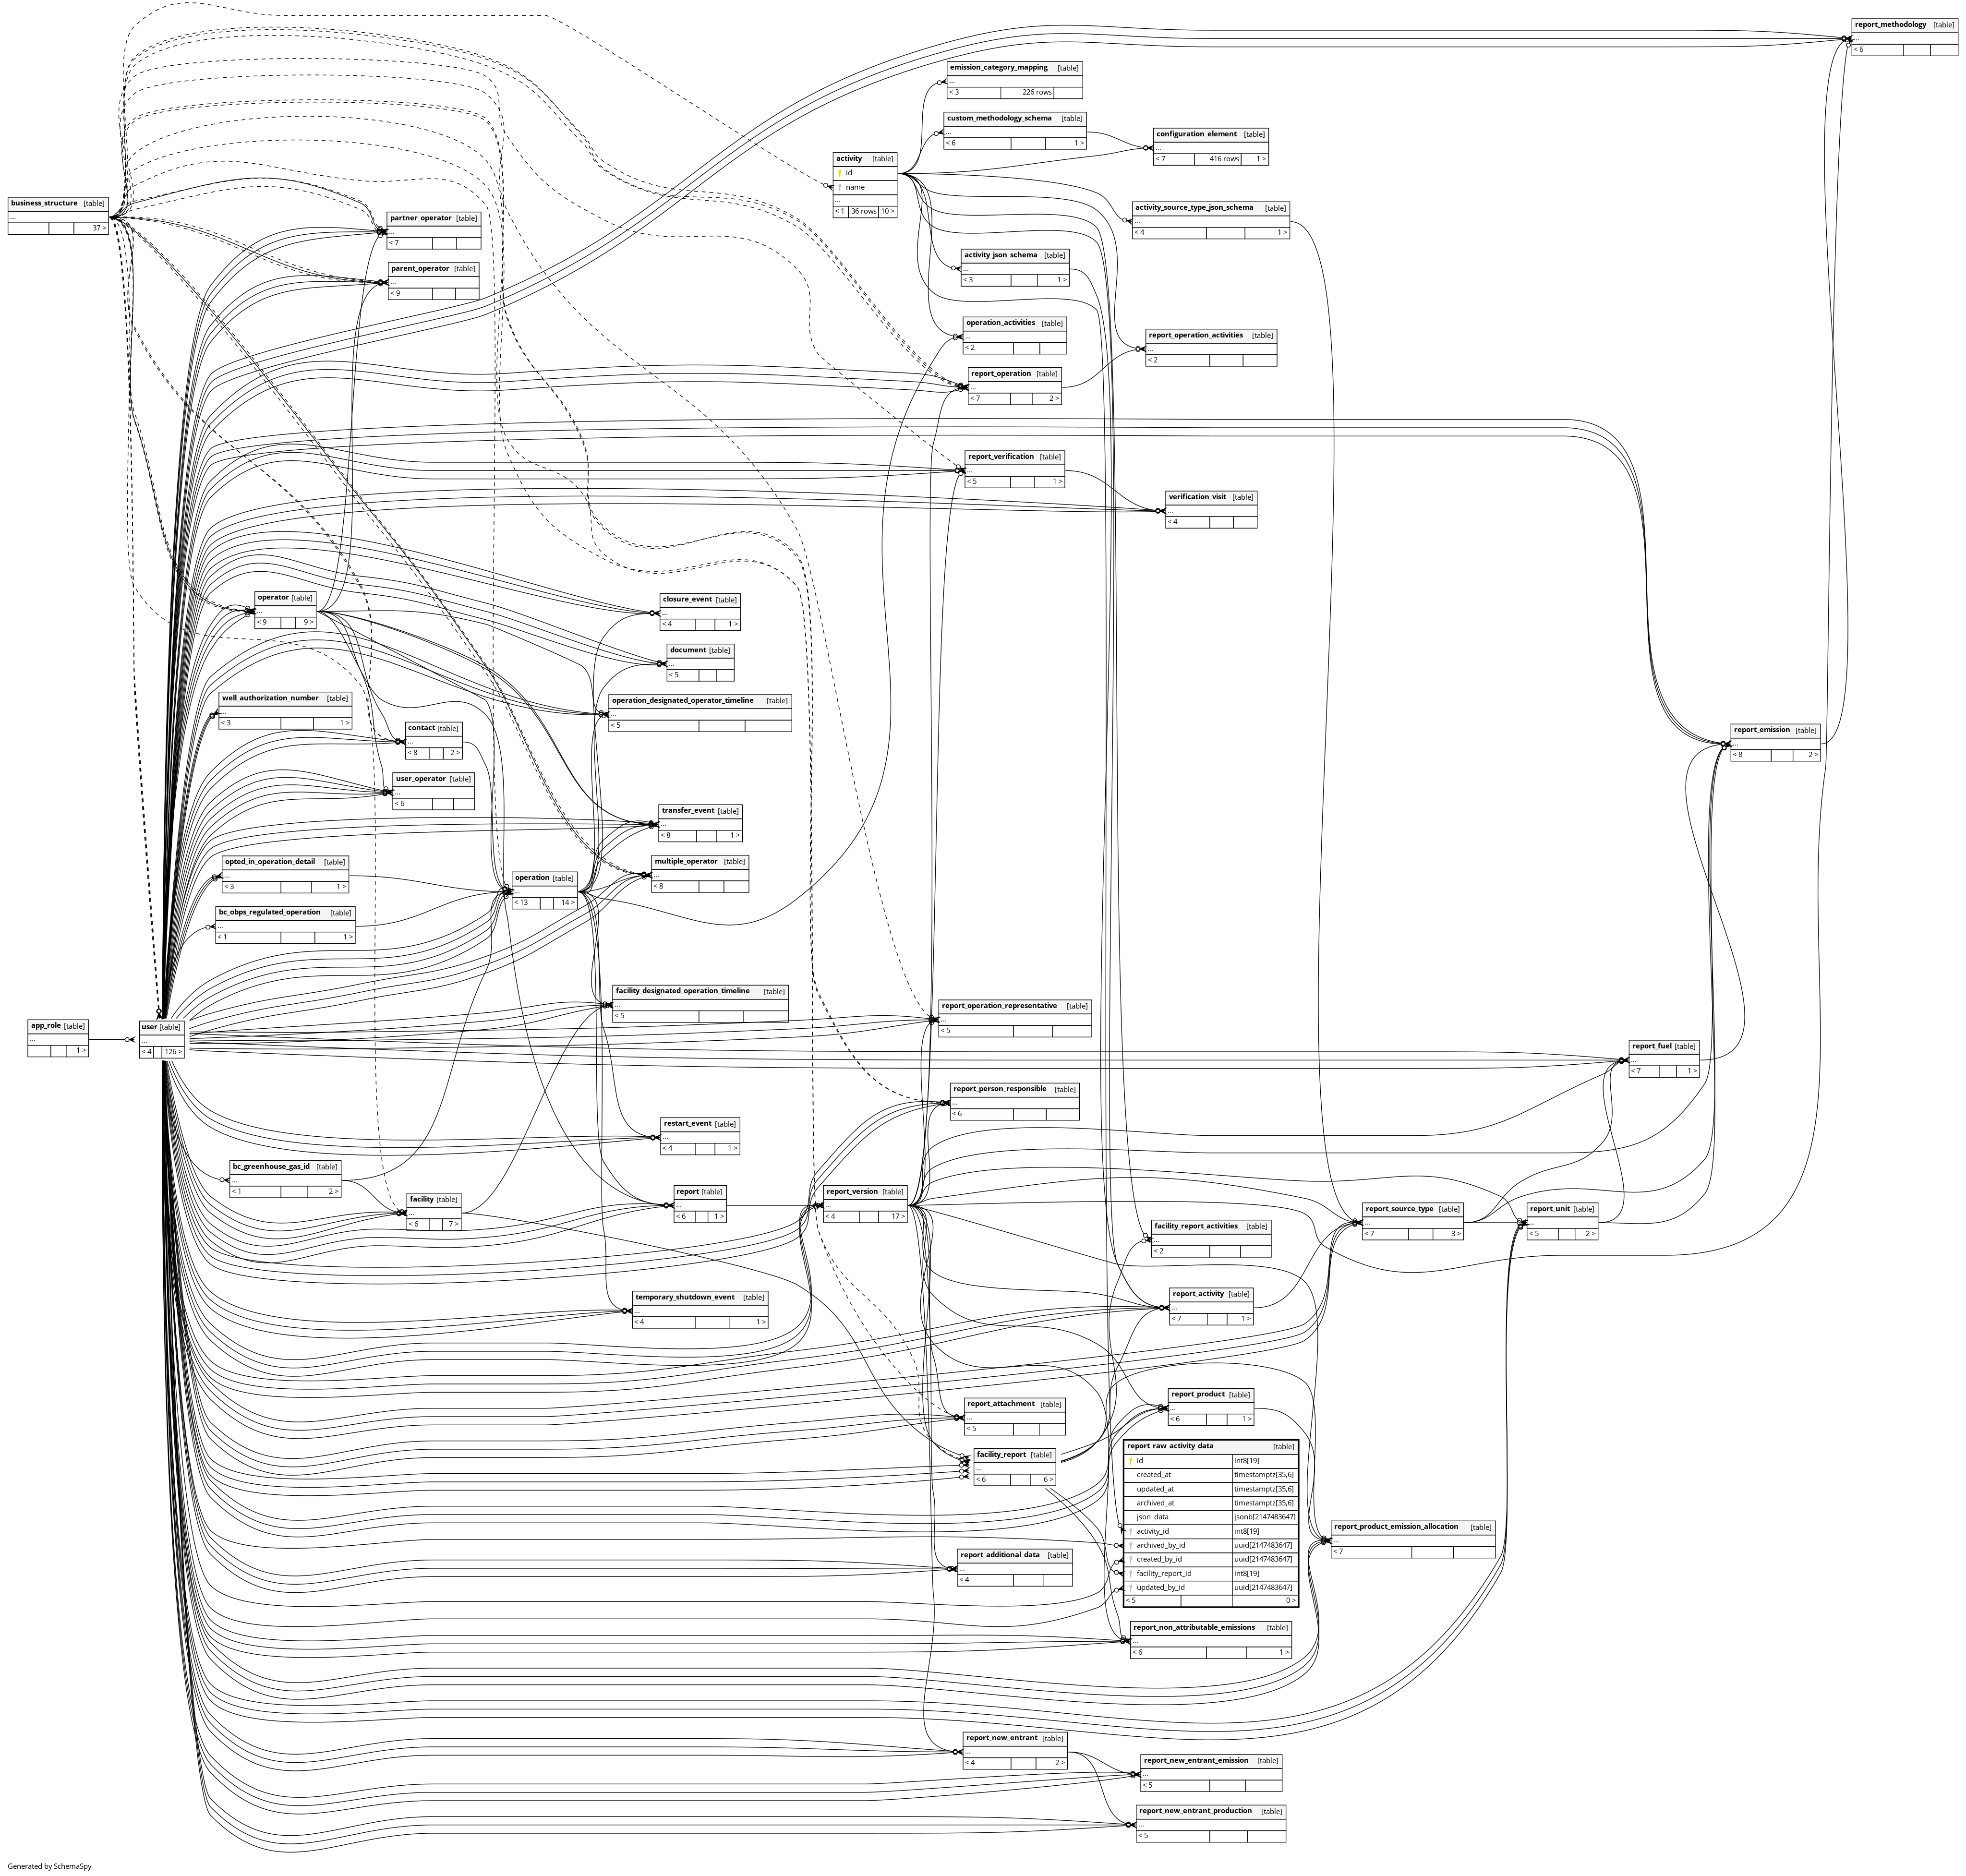 report_methodology [table]
...
< 6
emission_category_mapping [table]
...
< 3 226 rows
custom_methodology_schema [table]
...
< 6 1 >
configuration_element [table]
...
< 7 416 rows 1 >
activity [table]
id
name
...
< 1 36 rows 10 >
business_structure [table]
...
37 >
partner_operator [table]
...
< 7
activity_source_type_json_schema [table]
...
< 4 1 >
parent_operator [table]
...
< 9
activity_json_schema [table]
...
< 3 1 >
operation_activities [table]
...
< 2
report_operation_activities [table]
...
< 2
report_operation [table]
...
< 7 2 >
report_verification [table]
...
< 5 1 >
verification_visit [table]
...
< 4
operator [table]
...
< 9 9 >
closure_event [table]
...
< 4 1 >
document [table]
...
< 5
well_authorization_number [table]
...
< 3 1 >
operation_designated_operator_timeline [table]
...
< 5
contact [table]
...
< 8 2 >
report_emission [table]
...
< 8 2 >
user_operator [table]
...
< 6
transfer_event [table]
...
< 8 1 >
opted_in_operation_detail [table]
...
< 3 1 >
multiple_operator [table]
...
< 8
operation [table]
...
< 13 14 >
bc_obps_regulated_operation [table]
...
< 1 1 >
facility_designated_operation_timeline [table]
...
< 5
report_operation_representative [table]
...
< 5
app_role [table]
...
1 >
user [table]
...
< 4 126 >
report_fuel [table]
...
< 7 1 >
report_person_responsible [table]
...
< 6
restart_event [table]
...
< 4 1 >
bc_greenhouse_gas_id [table]
...
< 1 2 >
facility [table]
...
< 6 7 >
report [table]
...
< 6 1 >
report_version [table]
...
< 4 17 >
facility_report_activities [table]
...
< 2
report_source_type [table]
...
< 7 3 >
report_unit [table]
...
< 5 2 >
temporary_shutdown_event [table]
...
< 4 1 >
report_activity [table]
...
< 7 1 >
report_attachment [table]
...
< 5
report_product [table]
...
< 6 1 >
facility_report [table]
...
< 6 6 >
report_raw_activity_data [table]
id int8[19]
created_at timestamptz[35,6]
updated_at timestamptz[35,6]
archived_at timestamptz[35,6]
json_data jsonb[2147483647]
activity_id int8[19]
archived_by_id uuid[2147483647]
created_by_id uuid[2147483647]
facility_report_id int8[19]
updated_by_id uuid[2147483647]
< 5 0 >
report_product_emission_allocation [table]
...
< 7
report_additional_data [table]
...
< 4
report_non_attributable_emissions [table]
...
< 6 1 >
report_new_entrant [table]
...
< 4 2 >
report_new_entrant_emission [table]
...
< 5
report_new_entrant_production [table]
...
< 5
Generated by SchemaSpy